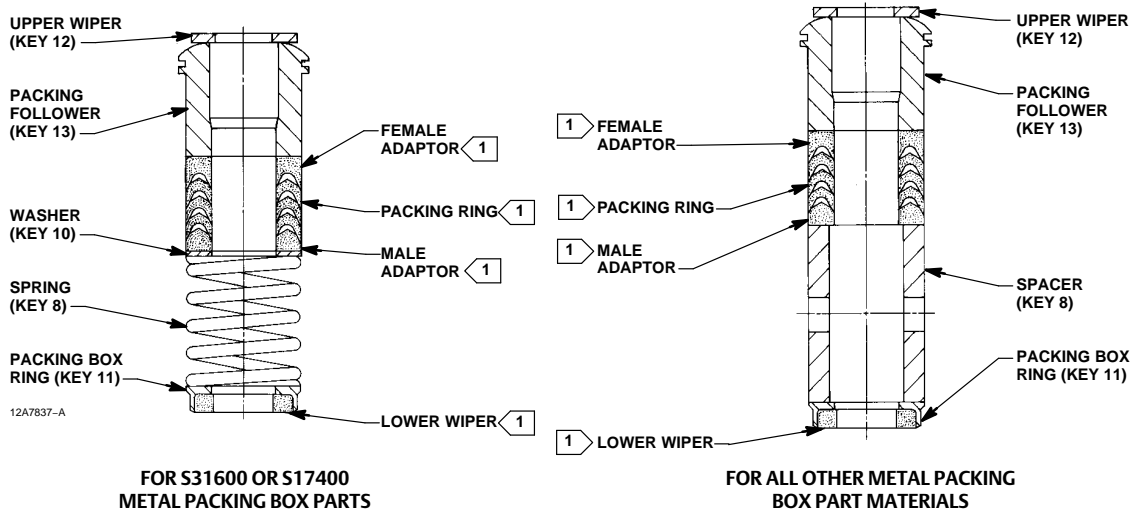 UPPER WIPER
(KEY 12)
PACKING
FOLLOWER
(KEY 13)
WASHER
(KEY 10)
SPRING
(KEY 8)
PACKING BOX
RING (KEY 11)
12A7837-A
FEMALE
ADAPTOR 1
PACKING RING 1
MALE
ADAPTOR 1
LOWER WIPER 1
FOR S31600 OR S17400
METAL PACKING BOX PARTS
1 FEMALE
ADAPTOR
1 PACKING RING
1 MALE
ADAPTOR
1 LOWER WIPER
UPPER WIPER
(KEY 12)
PACKING
FOLLOWER
(KEY 13)
SPACER
(KEY 8)
PACKING BOX
RING (KEY 11)
FOR ALL OTHER METAL PACKING
BOX PART MATERIALS